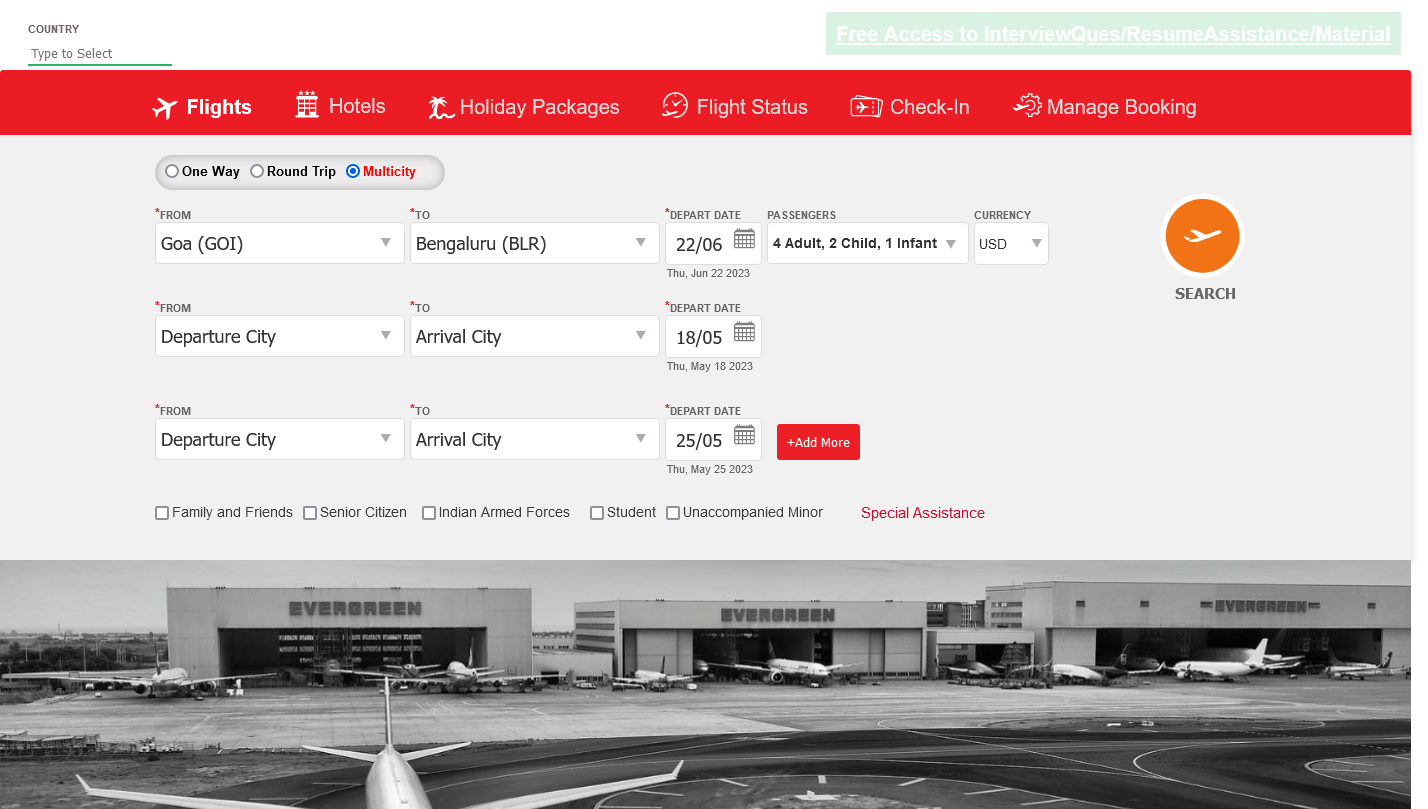 COUNTRY
Type to Select
Free Access to InterviewQues/ResumeAssistance/Material
Flights Hotels Holiday Packages Flight Status Check-In Manage Booking
One Way Round Trip Multicity
*FROM *TO *DEPART DATE PASSENGERS CURRENCY
Goa (GOI) Bengaluru (BLR) 22/06 4 Adult, 2 Child, 1 Infant USD
Thu, Jun 22 2023
SEARCH
*FROM *TO *DEPART DATE
Departure City Arrival City 18/05
Thu, May 18 2023
*FROM *TO *DEPART DATE
Departure City Arrival City 25/05 +Add More
Thu, May 25 2023
Family and Friends Senior Citizen Indian Armed Forces Student Unaccompanied Minor Special Assistance
EVERGREEN EVERGREEN EVERGREEN